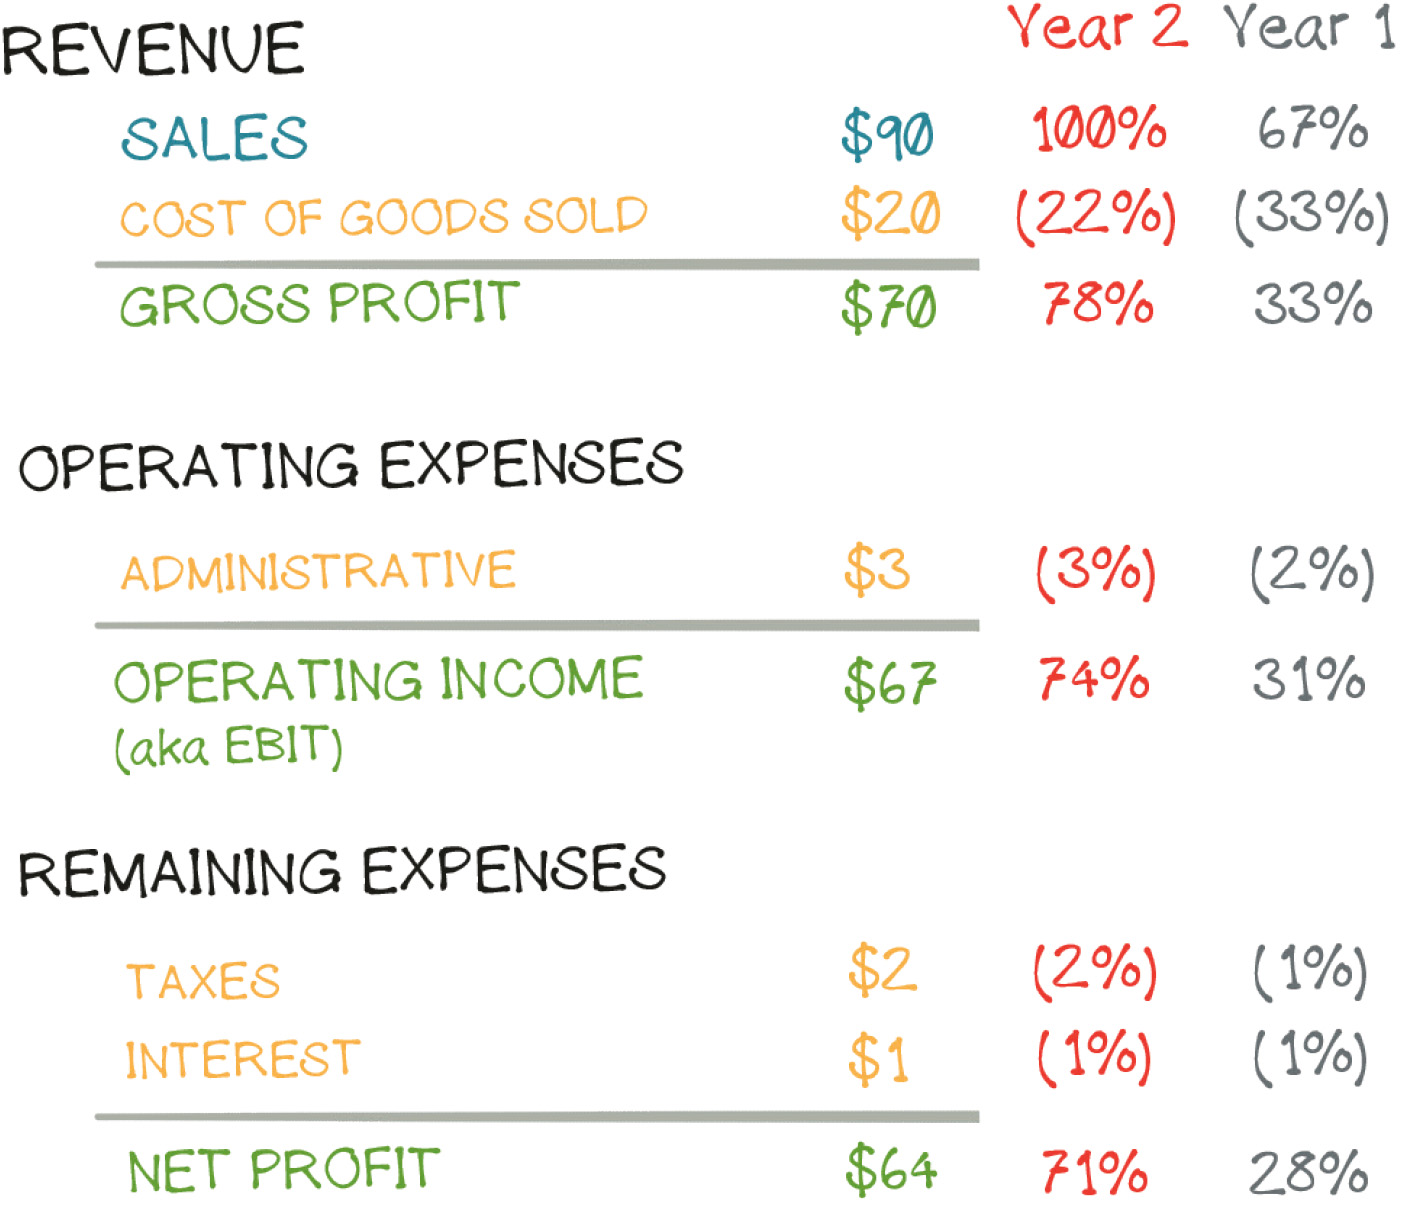 REVENUE Year 2 Year 1
SALES $90 100% 67%
COST OF GOODS SOLD $20 (22%) (33%)
GROSS PROFIT $70 78% 33%
OPERATING EXPENSES
ADMINISTRATIVE $3 (3%) (2%)
OPERATING INCOME $67 74% 31%
(aka EBIT)
REMAINING EXPENSES
TAXES $2 (2%) (1%)
INTEREST $1 (1%) (1%)
NET PROFIT $64 71% 28%